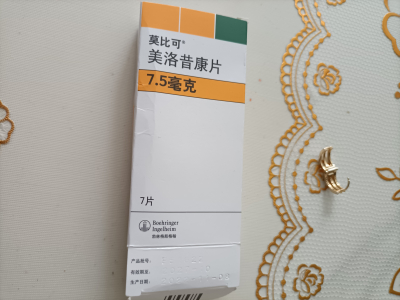 莫比可®
美洛昔康片
7.5毫克
7片
Boehringer
Ingelheim
勃林格殷格翰
产品批号:
有效期至:
生产日期: